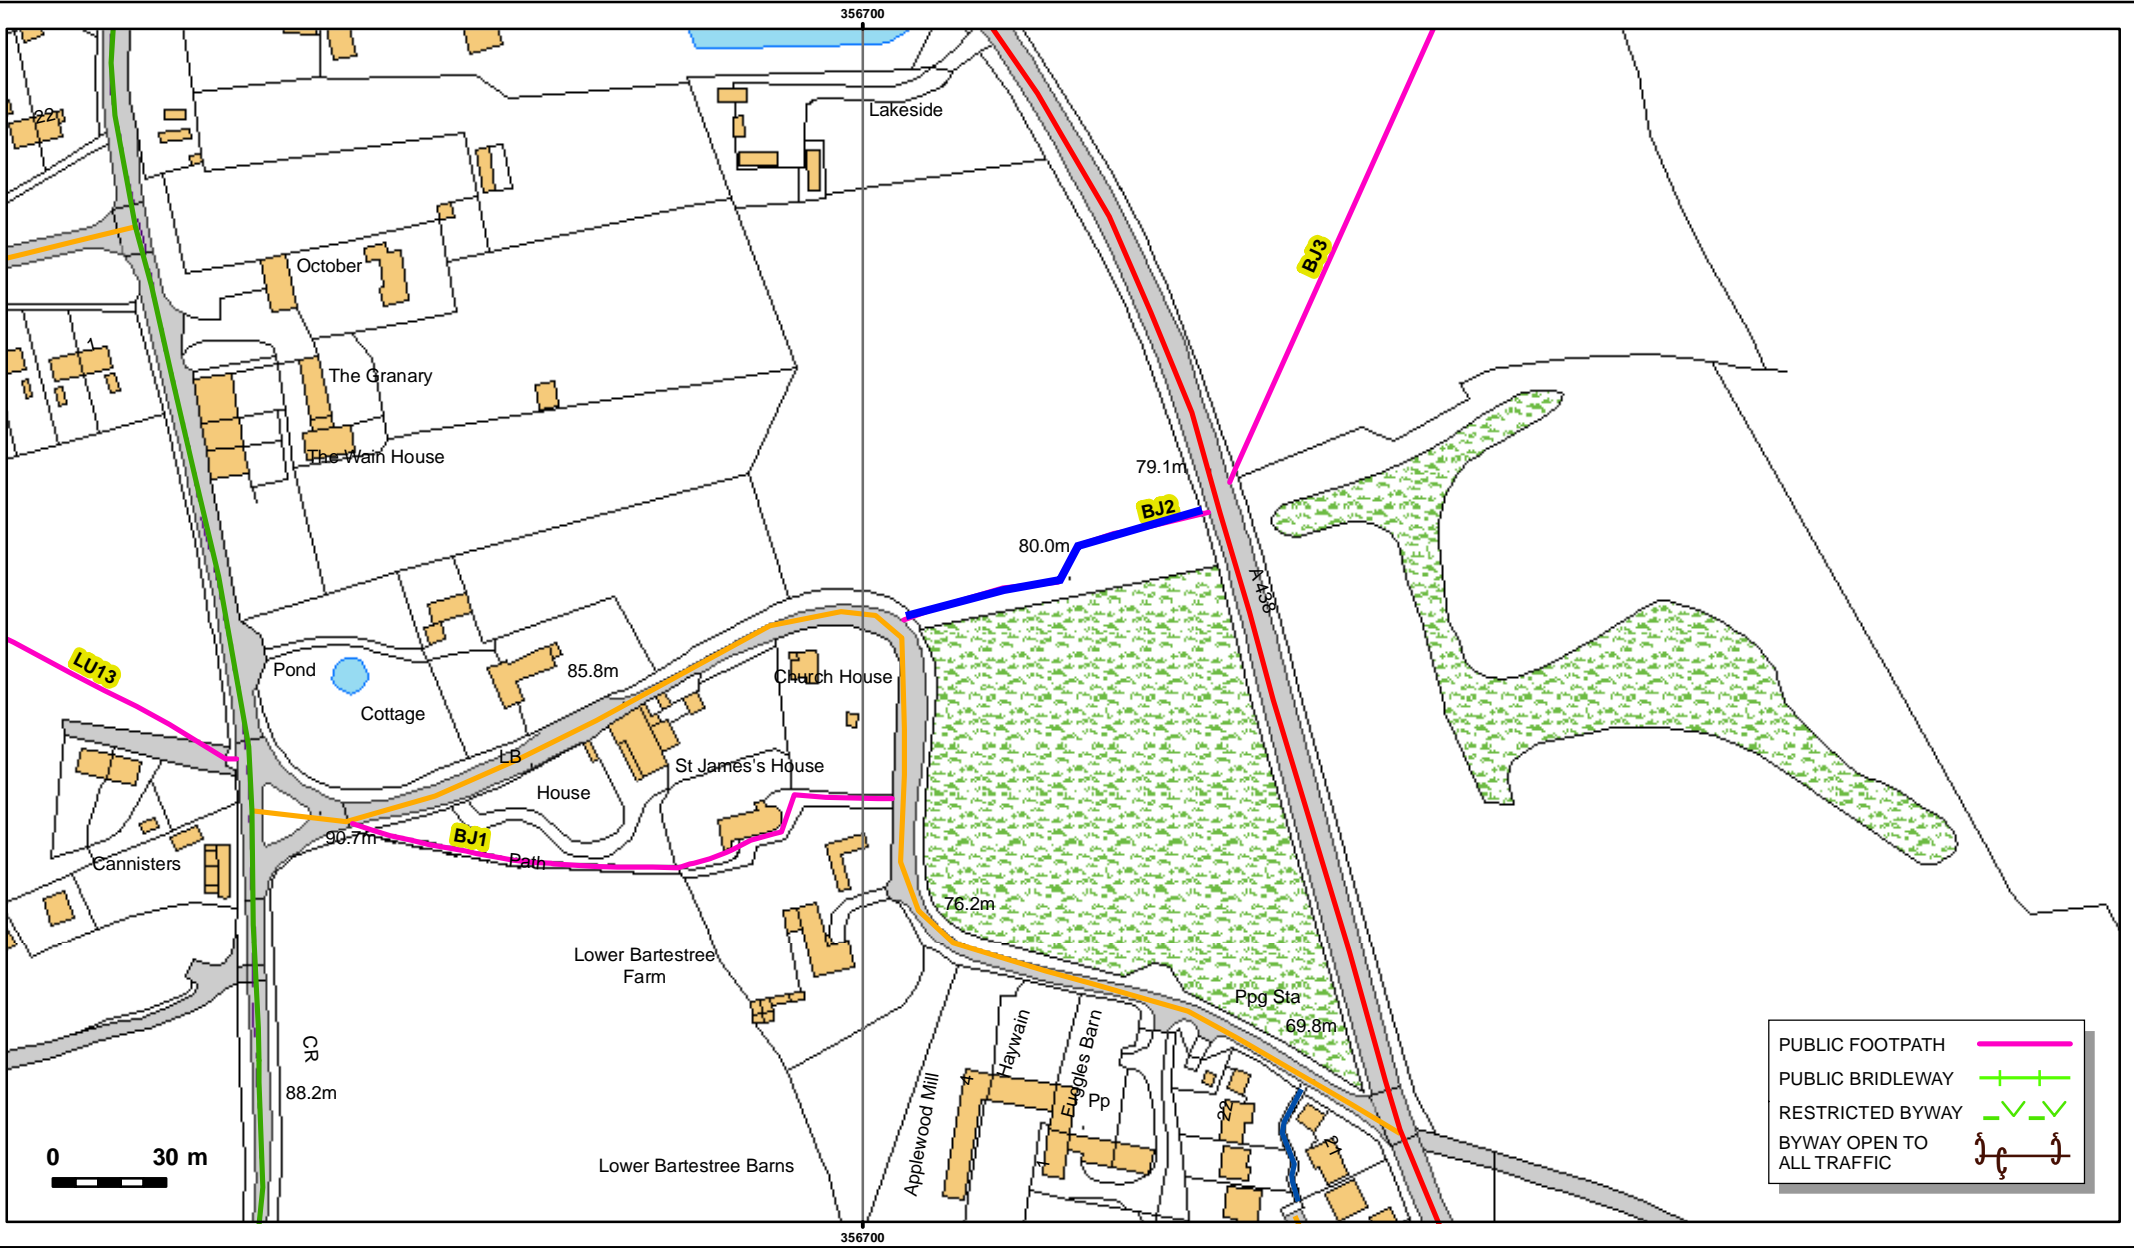 356700
Lakeside
22
BJ3
October
1
The Granary
The Wain House
79.1m
BJ2
80.0m
A 438
LU13
Pond
85.8m
Church House
Cottage
LB
St James's House
House
90.7m
BJ1
Path
Cannisters
76.2m
Lower Bartestree
Farm
Ppg Sta
69.8m
CR
Haywain
Fuggles Barn
88.2m
4
Pp
22
Applewood Mill
1
12
Lower Bartestree Barns
0 30 m
PUBLIC FOOTPATH
PUBLIC BRIDLEWAY
RESTRICTED BYWAY
BYWAY OPEN TO
ALL TRAFFIC
356700